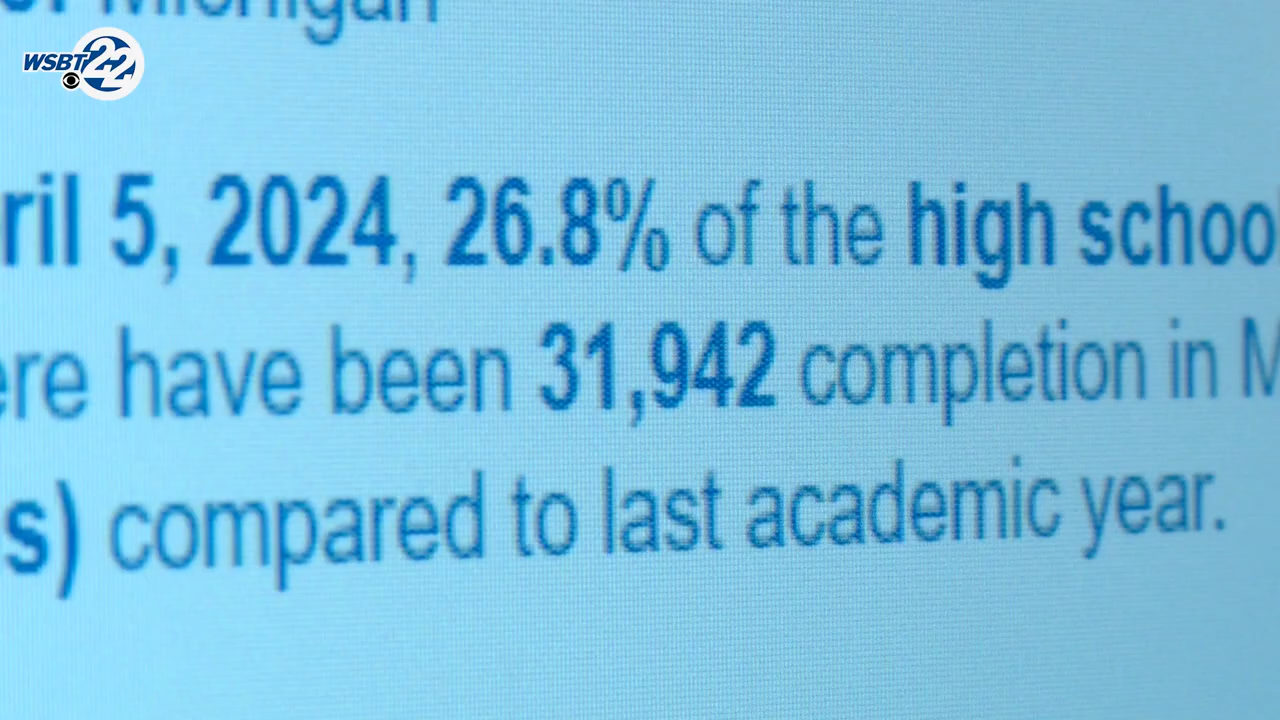 WSBT 22
Michigan
ril 5, 2024, 26.8% of the high schoo
ere have been 31,942 completion in M
s) compared to last academic year.